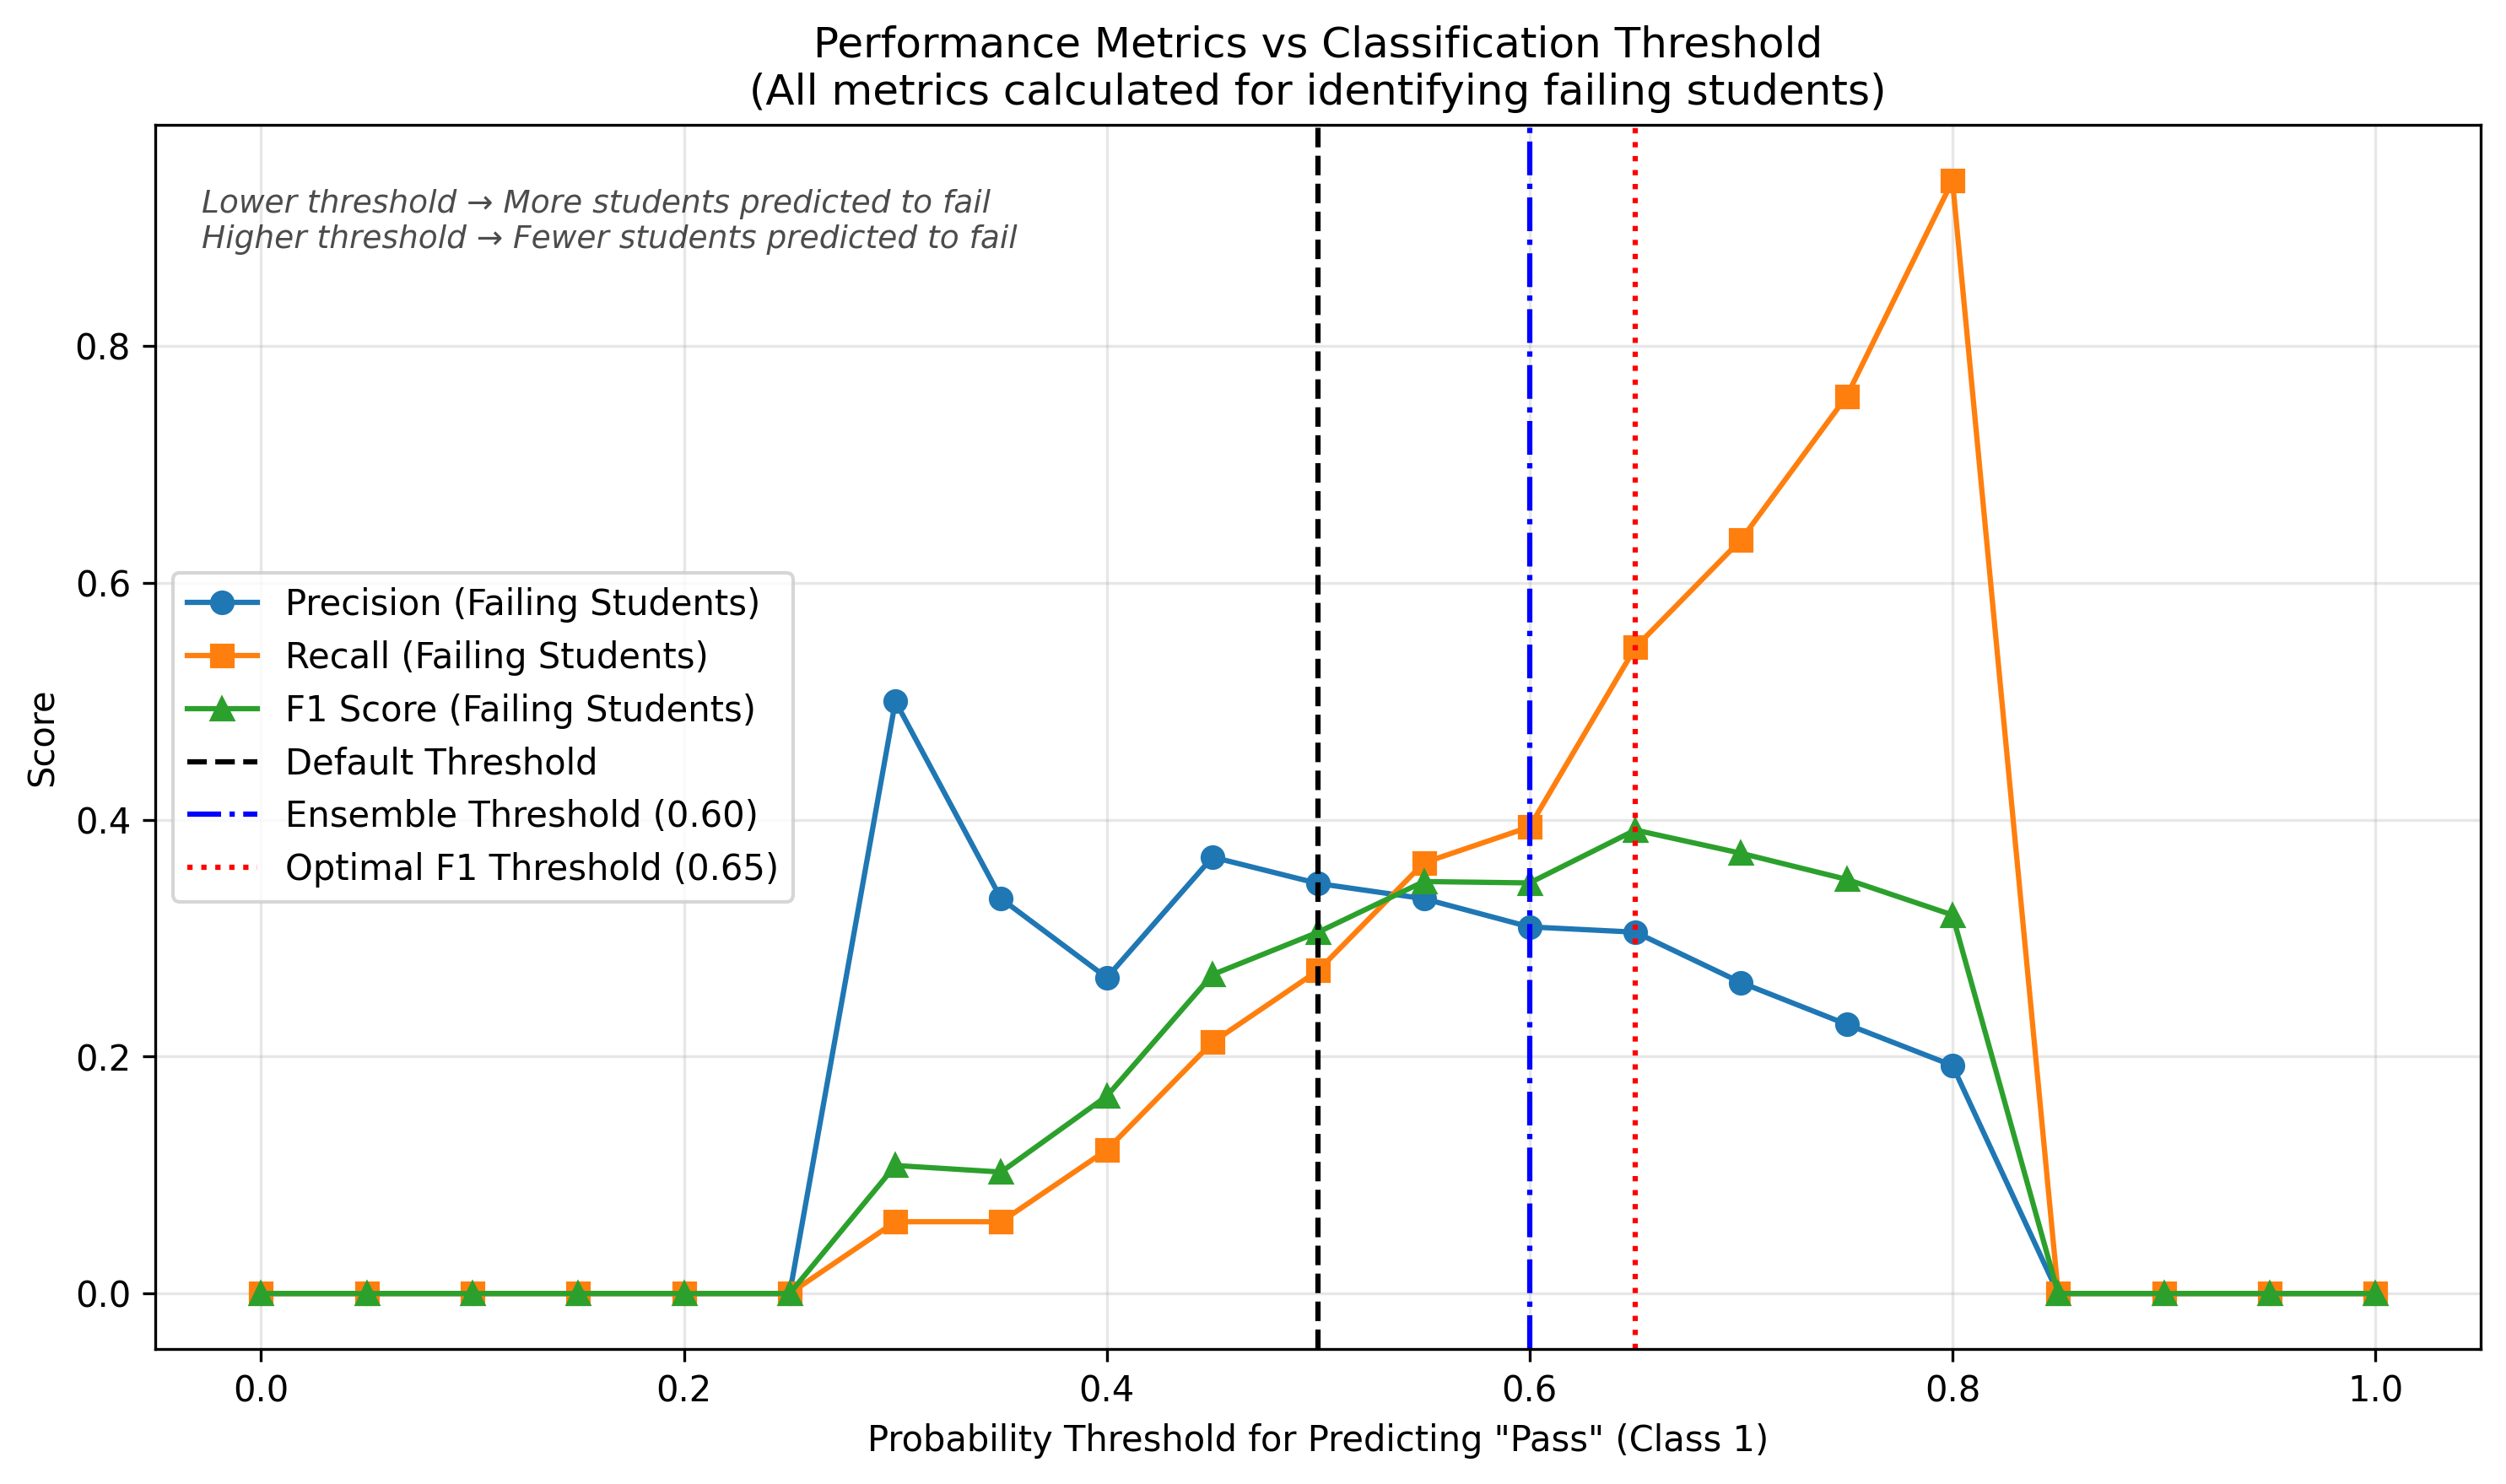 Performance Metrics vs Classification Threshold
(All metrics calculated for identifying failing students)
Lower threshold → More students predicted to fail
Higher threshold → Fewer students predicted to fail
Precision (Failing Students)
Recall (Failing Students)
F1 Score (Failing Students)
Default Threshold
Ensemble Threshold (0.60)
Optimal F1 Threshold (0.65)
Score
0.8
0.6
0.4
0.2
0.0
0.0 0.2 0.4 0.6 0.8 1.0
Probability Threshold for Predicting "Pass" (Class 1)